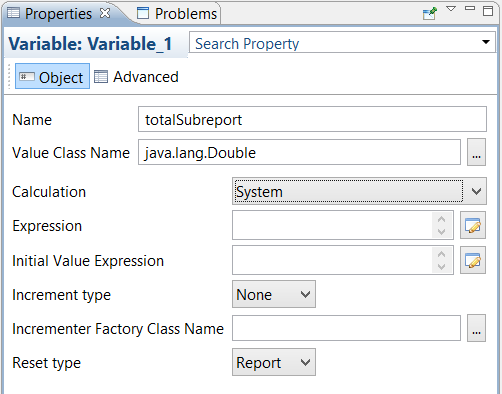 Properties Problems
Variable: Variable_1 Search Property
Object Advanced
Name totalSubreport
Value Class Name java.lang.Double ...
Calculation System
Expression
Initial Value Expression
Increment type None
Incrementer Factory Class Name ...
Reset type Report